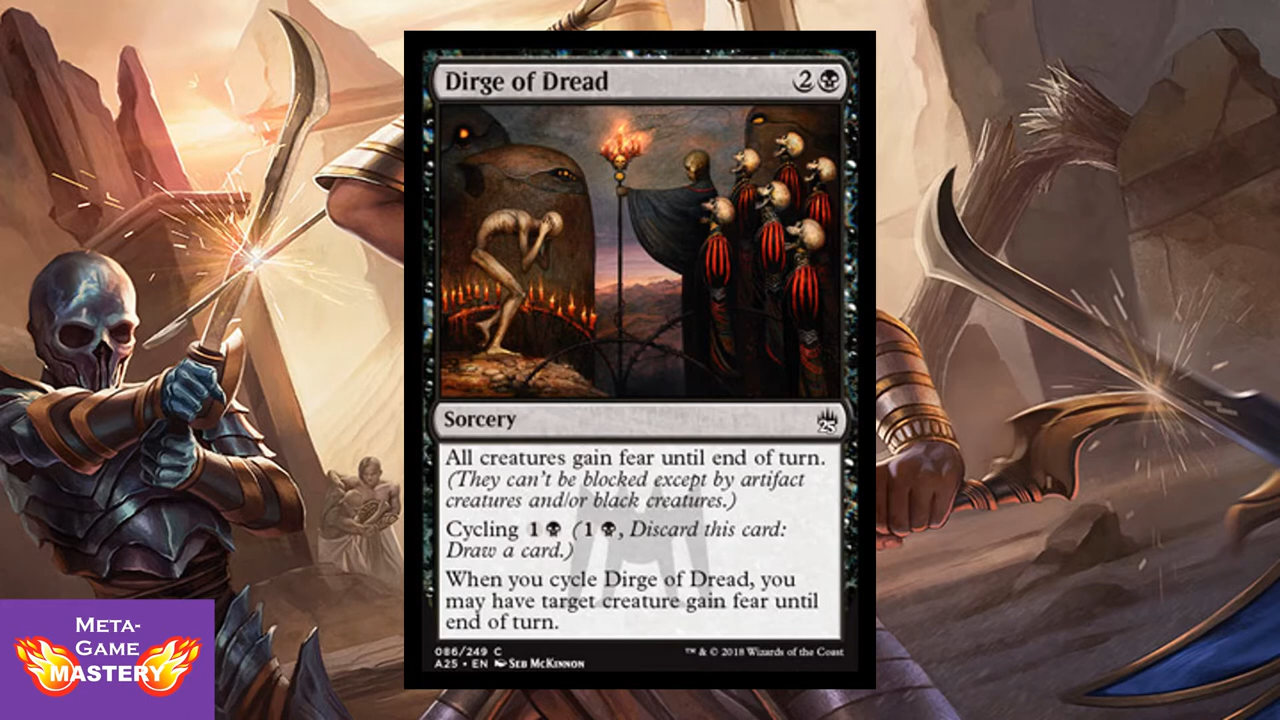 Dirge of Dread 2
Sorcery
25
All creatures gain fear until end of turn.
(They can't be blocked except by artifact
creatures and/or black creatures.)
Cycling 1 (1 , Discard this card:
Draw a card.)
When you cycle Dirge of Dread, you
may have target creature gain fear until
end of turn.
086/249 C
A25 • EN Seb McKinnon
™ & © 2018 Wizards of the Coast
META-
GAME
MASTERY